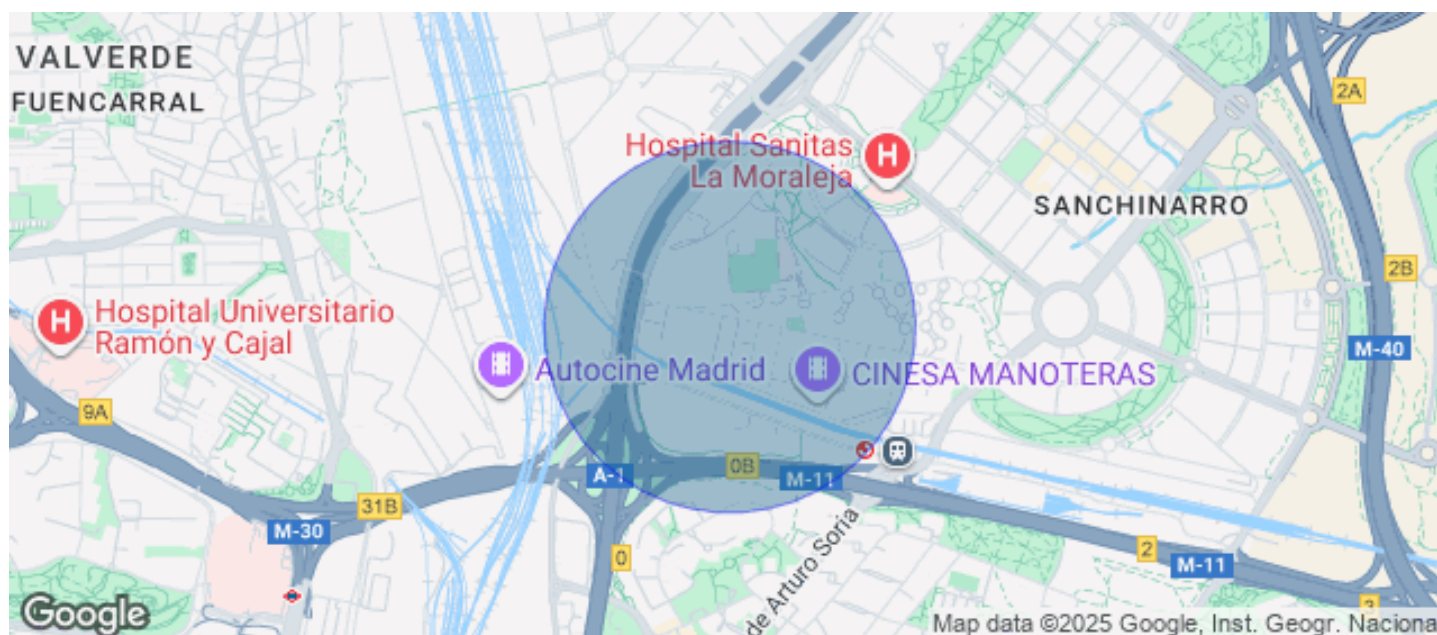 VALVERDE
FUENCARRAL
2A
Hospital Sanitas
La Moraleja
H
SANCHINARRO
2B
H
Hospital Universitario
Ramón y Cajal
M-40
Autocine Madrid
CINESA MANOTERAS
9A
A-1
0B
M-11
31B
M-30
0
2
M-11
de Arturo Soria
3
Google
Map data ©2025 Google, Inst. Geogr. Naciona